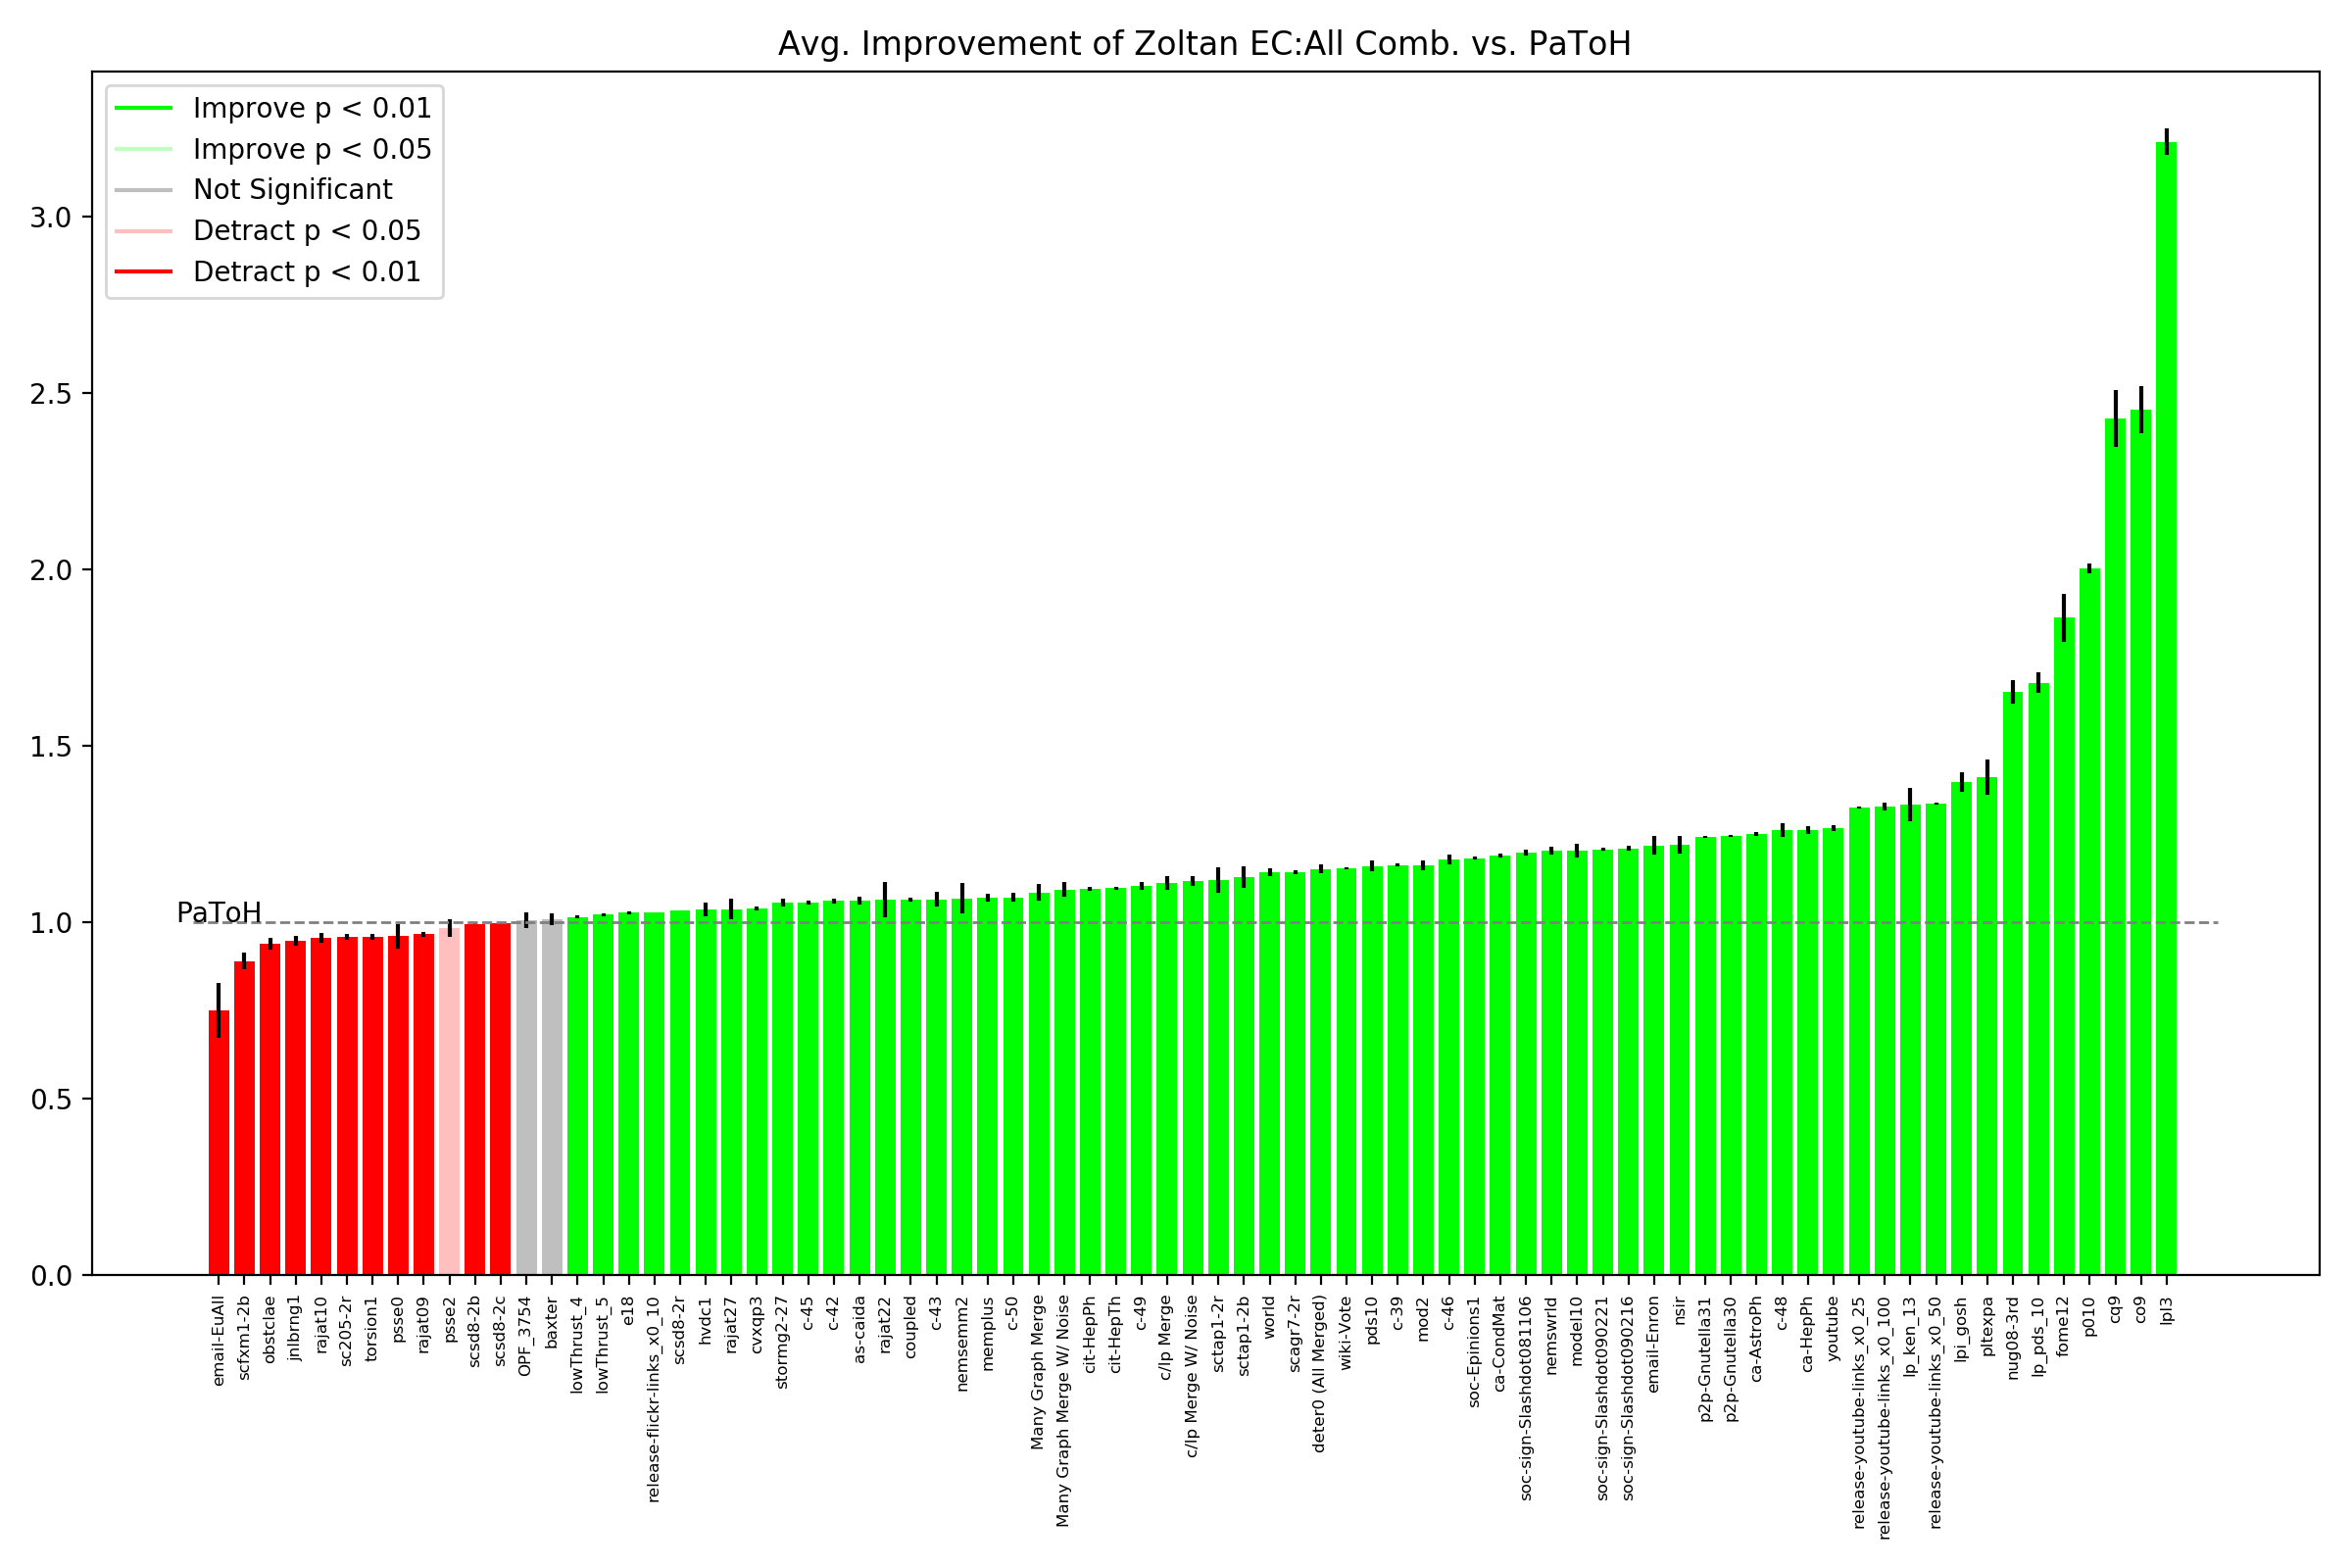 Avg. Improvement of Zoltan EC:All Comb. vs. PaToH
Improve p < 0.01
Improve p < 0.05
Not Significant
Detract p < 0.05
Detract p < 0.01
3.0
2.5
2.0
1.5
1.0
0.5
0.0
PaToH
email-EuAll
scfxm1-2b
obstclae
jnlbrng1
rajat10
sc205-2r
torsion1
psse0
rajat09
psse2
scsd8-2b
scsd8-2c
OPF_3754
baxter
lowThrust_4
lowThrust_5
e18
release-flickr-links_x0_10
scsd8-2r
hvdc1
rajat27
cvxqp3
stormg2-27
c-45
c-42
as-caida
rajat22
coupled
c-43
nemsemm2
memplus
c-50
Many Graph Merge
Many Graph Merge W/ Noise
cit-HepPh
cit-HepTh
c-49
c/lp Merge
c/lp Merge W/ Noise
sctap1-2r
sctap1-2b
world
scagr7-2r
deter0 (All Merged)
wiki-Vote
pds10
c-39
mod2
c-46
soc-Epinions1
ca-CondMat
soc-sign-Slashdot081106
nemswrld
model10
soc-sign-Slashdot090221
soc-sign-Slashdot090216
email-Enron
nsir
p2p-Gnutella31
p2p-Gnutella30
ca-AstroPh
c-48
ca-HepPh
youtube
release-youtube-links_x0_25
release-youtube-links_x0_100
lp_ken_13
release-youtube-links_x0_50
lpi_gosh
pltexpa
nug08-3rd
lp_pds_10
fome12
p010
cq9
co9
lpl3